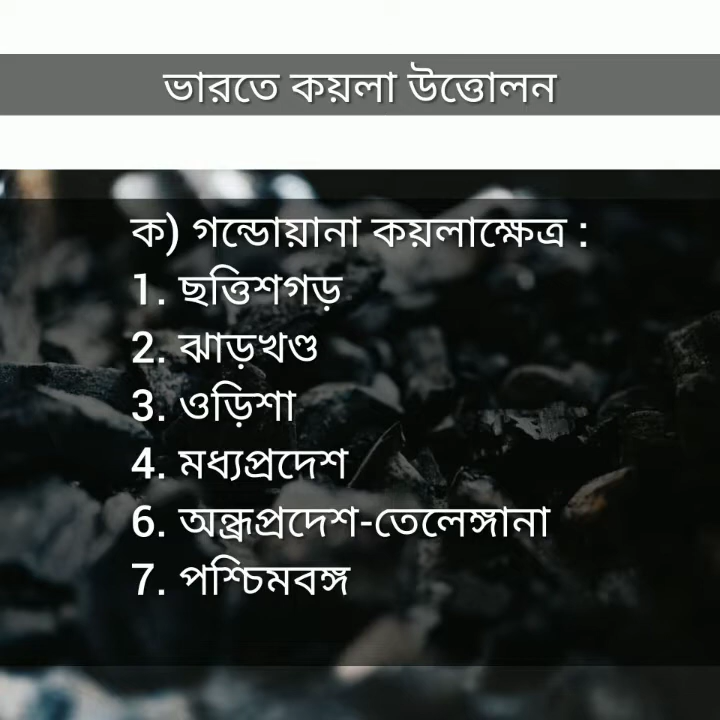 ভারতে কয়লা উত্তোলন
ক) গন্ডোয়ানা কয়লাক্ষেত্র :
1. ছত্তিশগড়
2. ঝাড়খণ্ড
3. ওড়িশা
4. মধ্যপ্রদেশ
6. অন্ধ্রপ্রদেশ-তেলেঙ্গানা
7. পশ্চিমবঙ্গ